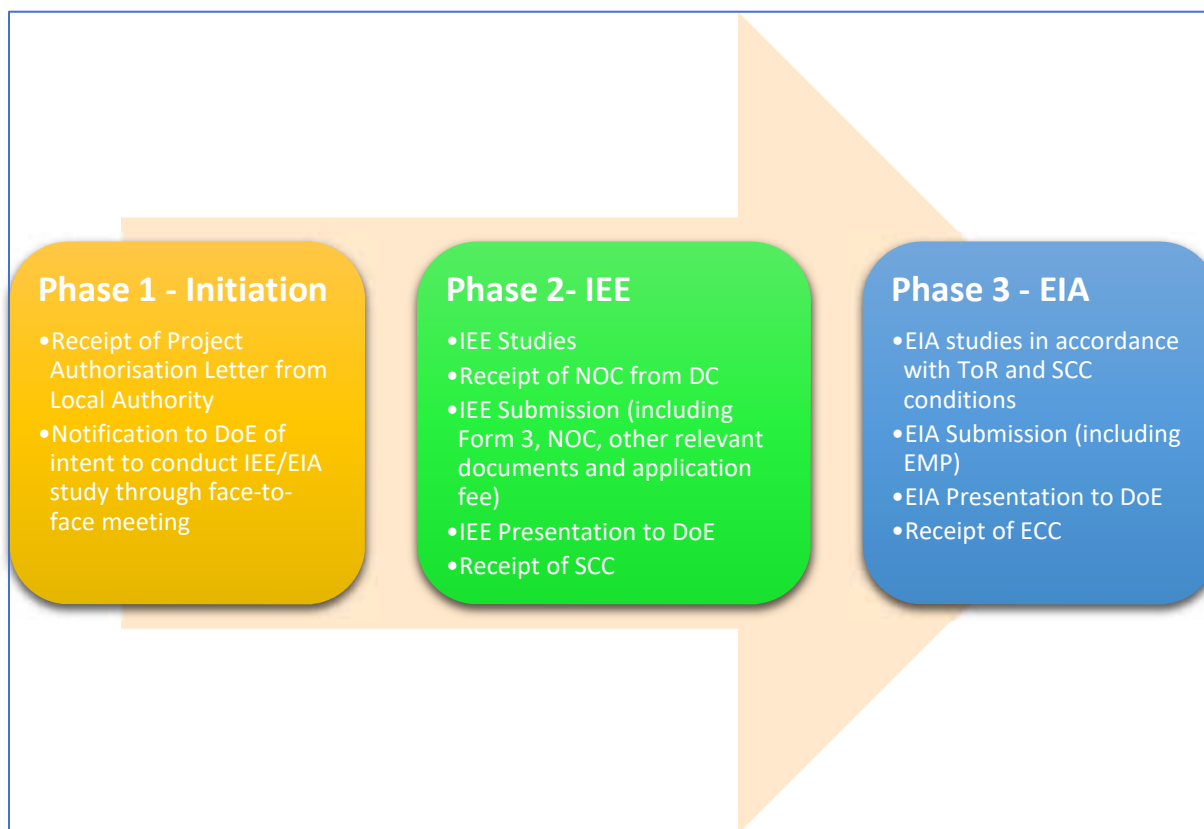 Phase 1 - Initiation
•Receipt of Project
Authorisation Letter from
Local Authority
•Notification to DoE of
intent to conduct IEE/EIA
study through face-to-
face meeting
Phase 2- IEE
•IEE Studies
•Receipt of NOC from DC
•IEE Submission (including
Form 3, NOC, other relevant
documents and application
fee)
•IEE Presentation to DoE
•Receipt of SCC
Phase 3 - EIA
•EIA studies in accordance
with ToR and SCC
conditions
•EIA Submission (including
EMP)
•EIA Presentation to DoE
•Receipt of ECC